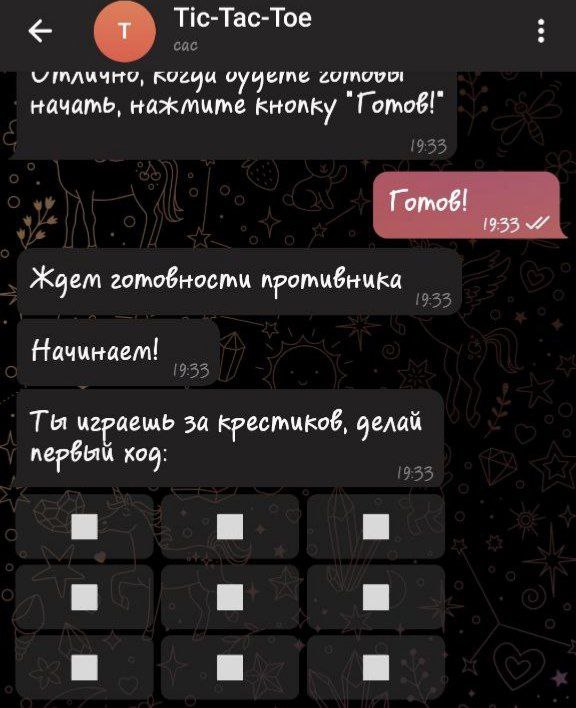 Tic-Tac-Toe
сас
Отлично, когда будете готовы
начать, нажмите кнопку "Готов!"
19:33
Готов!
19:33
Ждем готовности противника
19:33
Начинаем!
19:33
Ты играешь за крестиков, делай
первый ход:
19:33